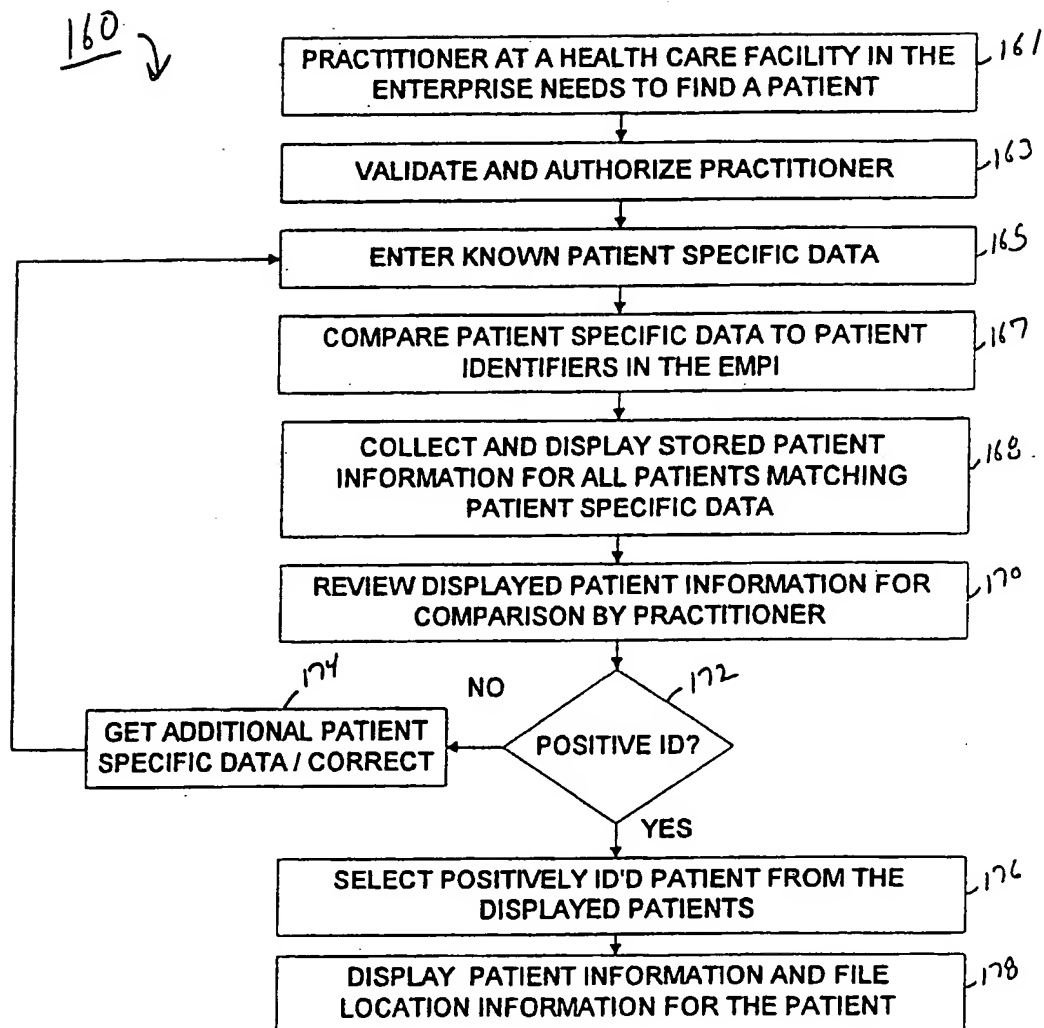 160
PRACTITIONER AT A HEALTH CARE FACILITY IN THE
ENTERPRISE NEEDS TO FIND A PATIENT
161
VALIDATE AND AUTHORIZE PRACTITIONER
163
ENTER KNOWN PATIENT SPECIFIC DATA
165
COMPARE PATIENT SPECIFIC DATA TO PATIENT
IDENTIFIERS IN THE EMPI
167
COLLECT AND DISPLAY STORED PATIENT
INFORMATION FOR ALL PATIENTS MATCHING
PATIENT SPECIFIC DATA
168
REVIEW DISPLAYED PATIENT INFORMATION FOR
COMPARISON BY PRACTITIONER
170
174
NO
172
GET ADDITIONAL PATIENT
SPECIFIC DATA / CORRECT
POSITIVE ID?
YES
SELECT POSITIVELY ID'D PATIENT FROM THE
DISPLAYED PATIENTS
176
DISPLAY PATIENT INFORMATION AND FILE
LOCATION INFORMATION FOR THE PATIENT
178